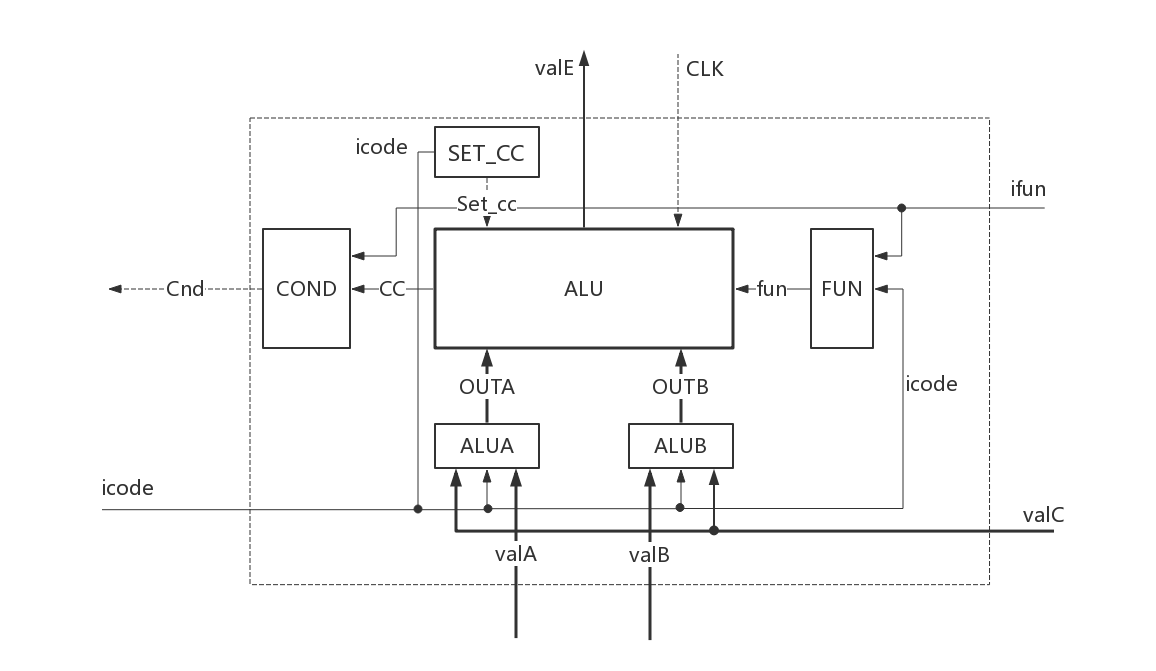 valE
CLK
icode
SET_CC
ifun
Set_cc
Cnd
COND
CC
ALU
fun
FUN
OUTA
OUTB
icode
ALUA
ALUB
icode
valC
valA
valB